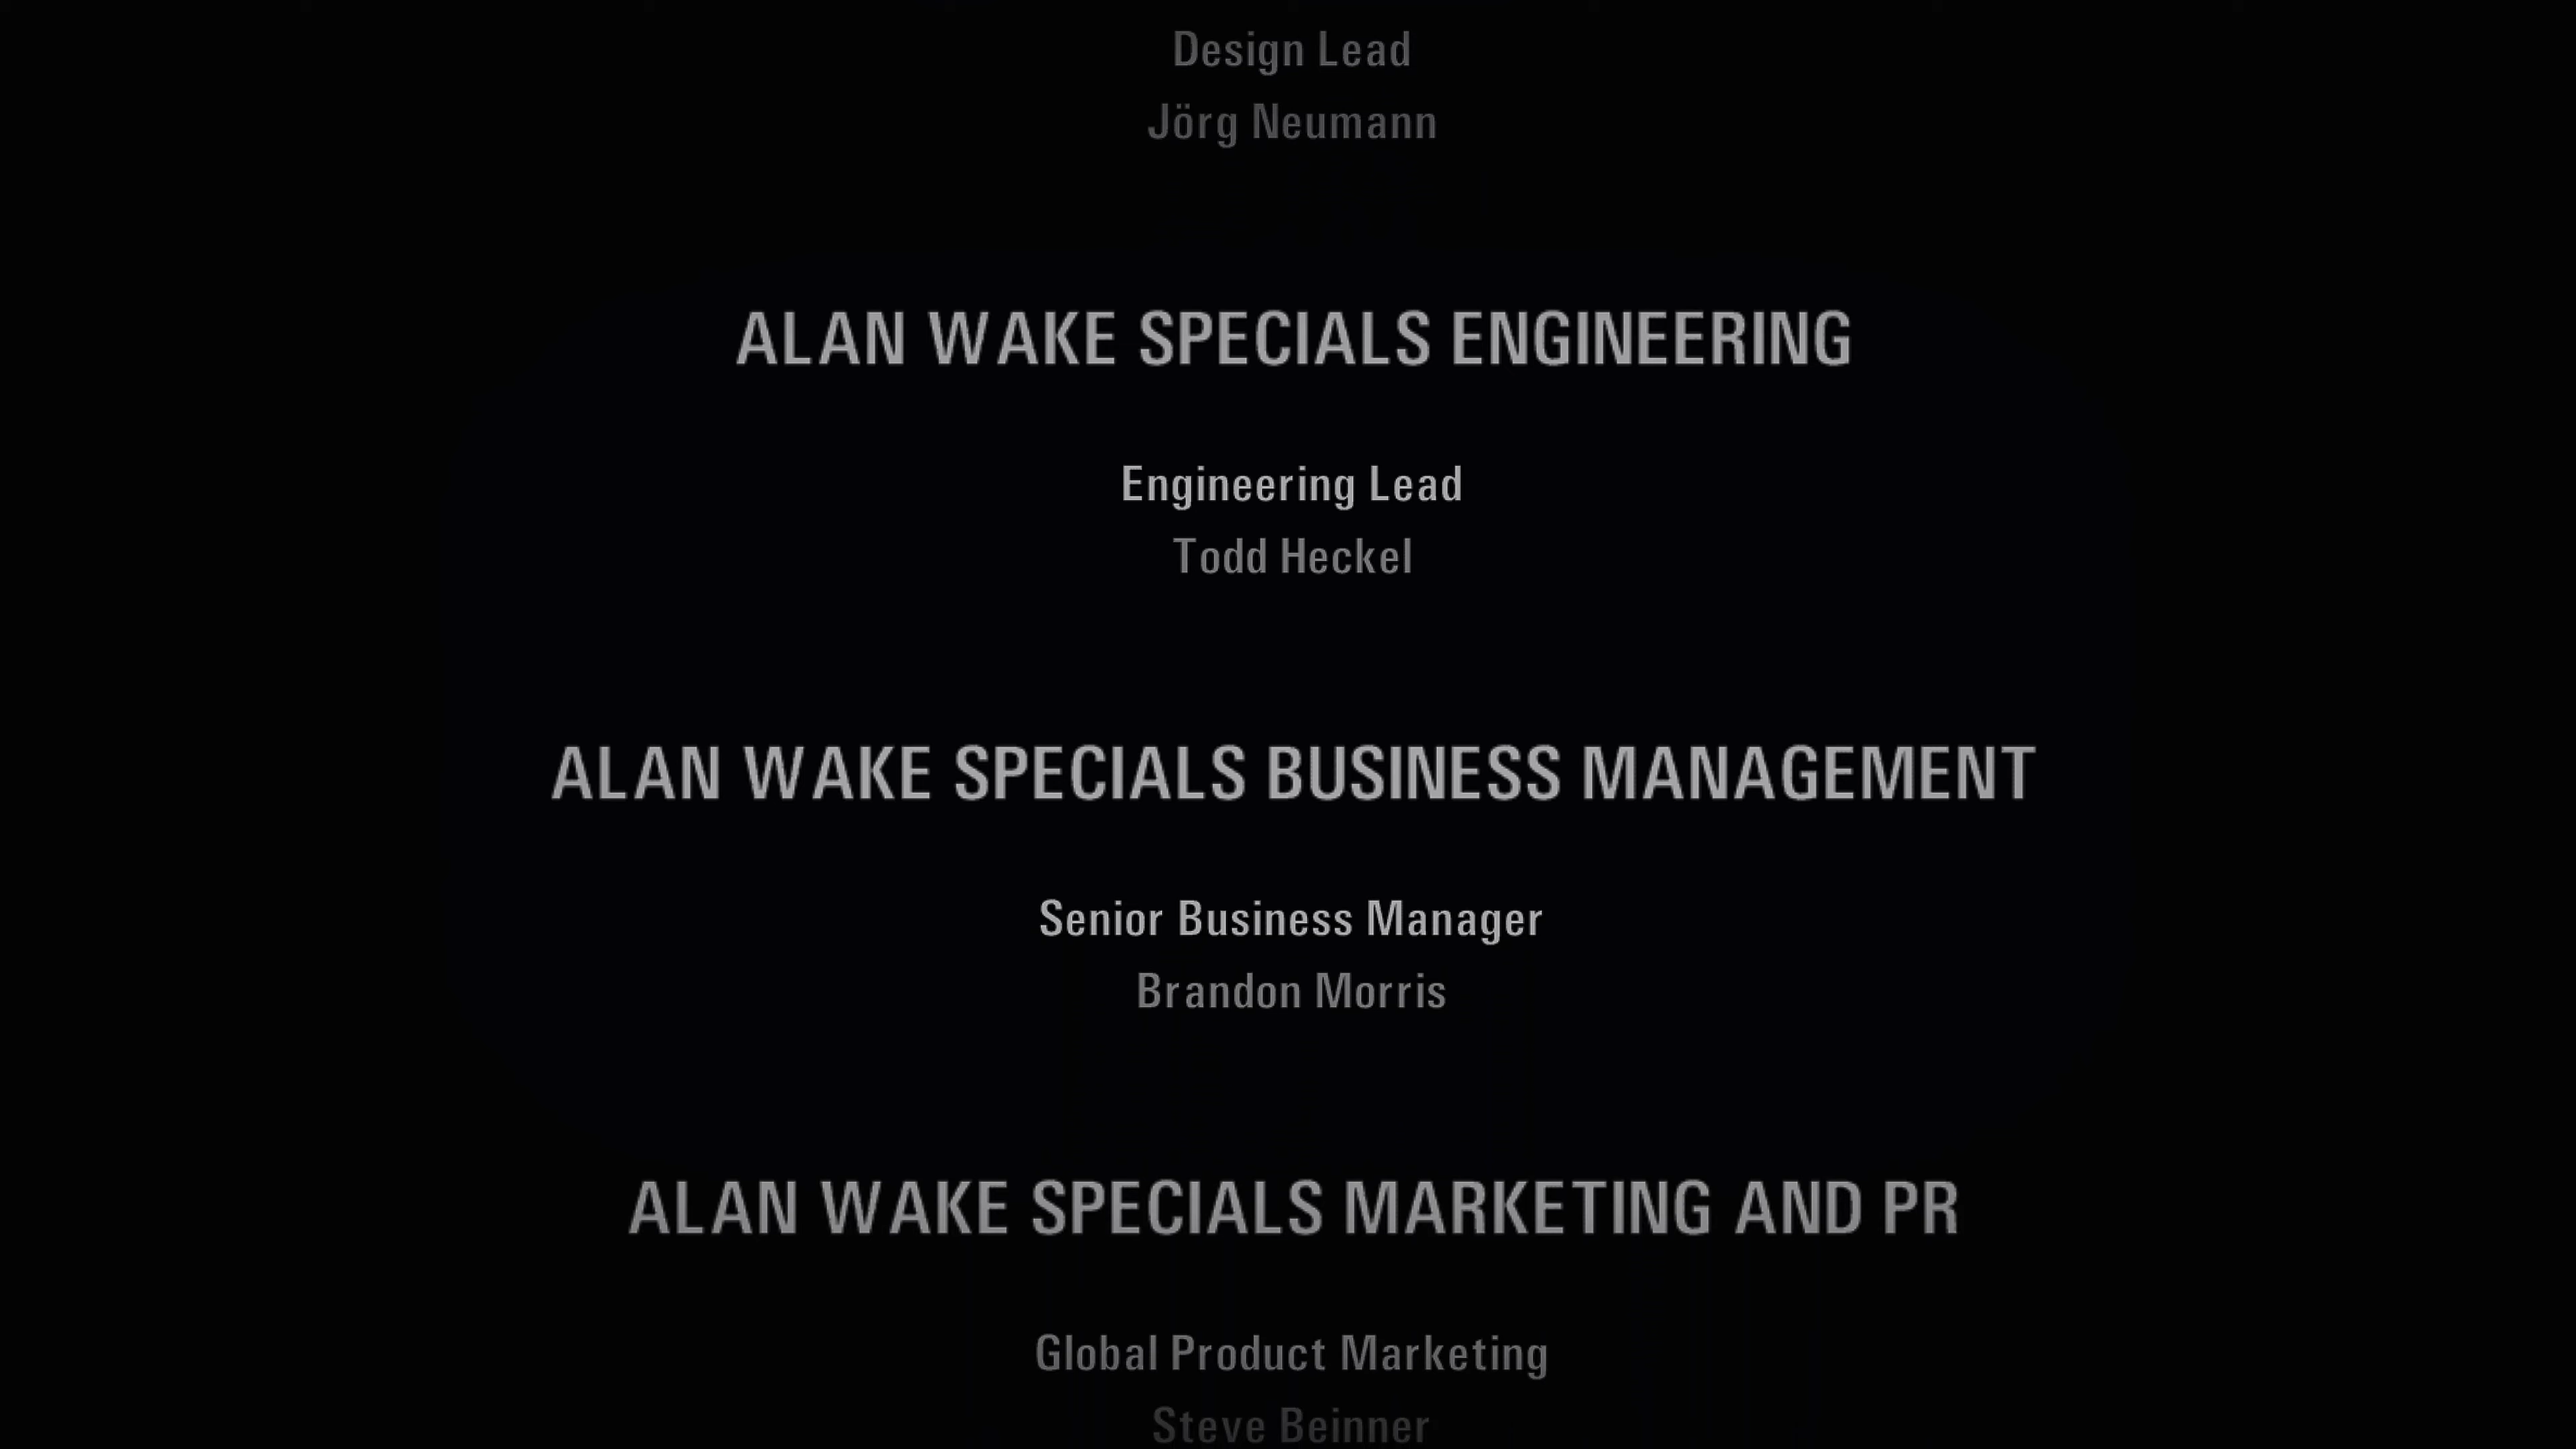 Design Lead
Jörg Neumann
ALAN WAKE SPECIALS ENGINEERING
Engineering Lead
Todd Heckel
ALAN WAKE SPECIALS BUSINESS MANAGEMENT
Senior Business Manager
Brandon Morris
ALAN WAKE SPECIALS MARKETING AND PR
Global Product Marketing
Steve Beinner